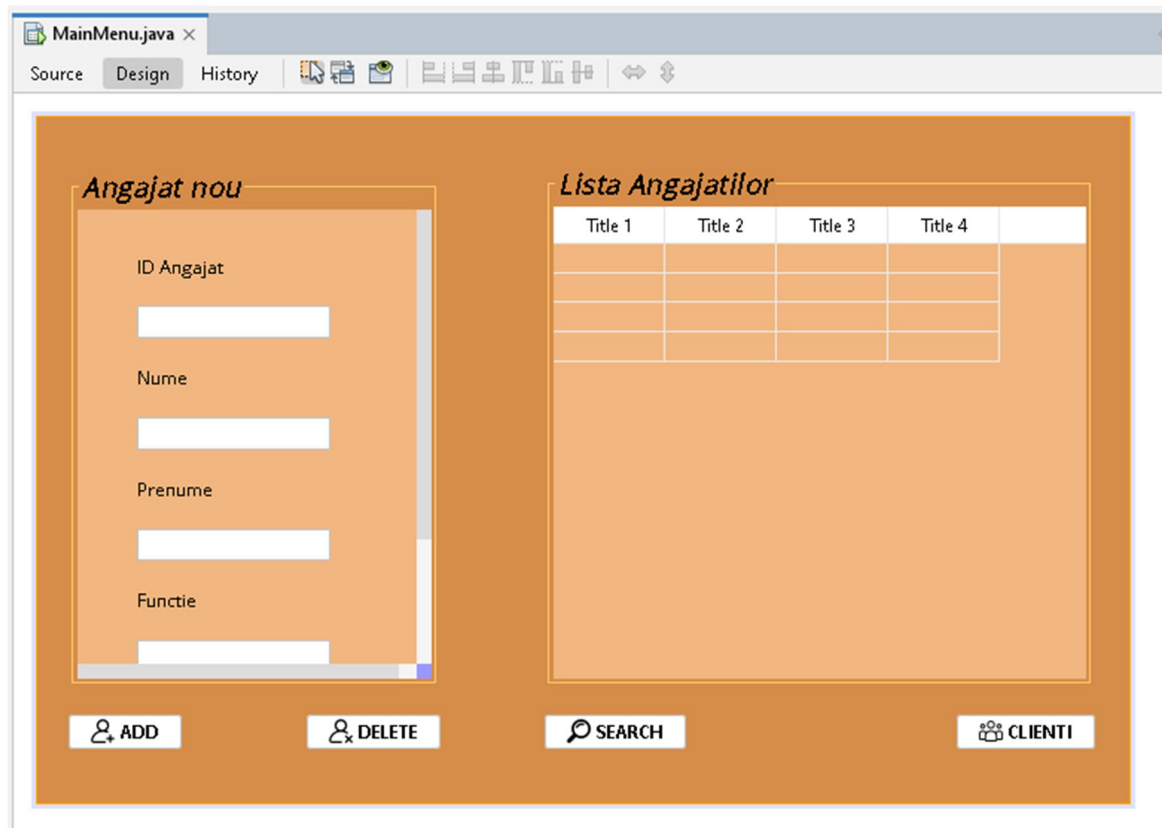 MainMenu.java
Source Design History
Angajat nou
ID Angajat
Nume
Prenume
Functie
Lista Angajatilor
Title 1 Title 2 Title 3 Title 4
ADD DELETE SEARCH CLIENTI